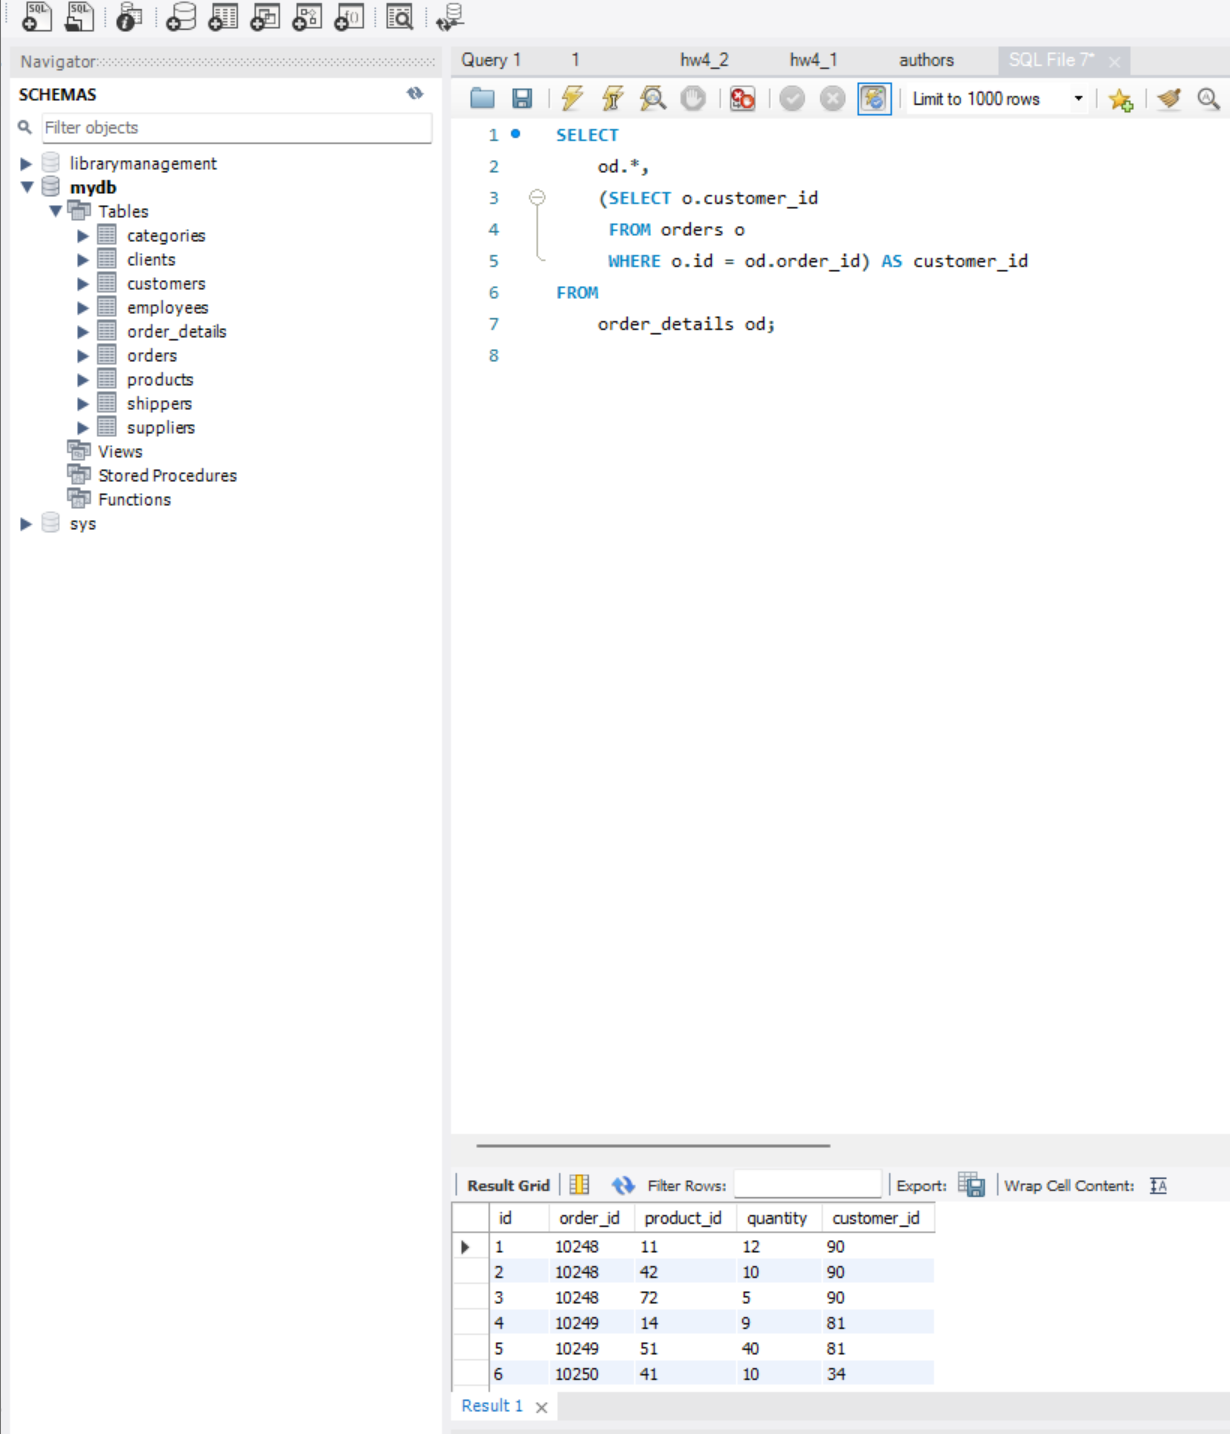 SQL SQL
Navigator
SCHEMAS
Filter objects
librarymanagement
mydb
Tables
categories
clients
customers
employees
order_details
orders
products
shippers
suppliers
Views
Stored Procedures
Functions
sys
Query 1 1 hw4_2 hw4_1 authors SQL File 7*
Limit to 1000 rows
1 SELECT
2 od.*,
3 (SELECT o.customer_id
4 FROM orders o
5 WHERE o.id = od.order_id) AS customer_id
6 FROM
7 order_details od;
8
Result Grid Filter Rows: Export: Wrap Cell Content:
id order_id product_id quantity customer_id
1 10248 11 12 90
2 10248 42 10 90
3 10248 72 5 90
4 10249 14 9 81
5 10249 51 40 81
6 10250 41 10 34
Result 1